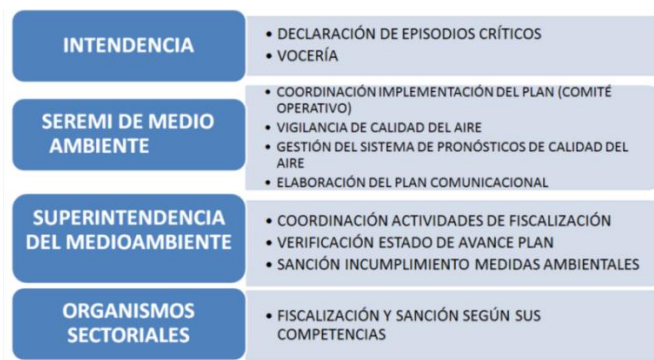 INTENDENCIA
• DECLARACIÓN DE EPISODIOS CRÍTICOS
• VOCERÍA
SEREMI DE MEDIO
AMBIENTE
• COORDINACIÓN IMPLEMENTACIÓN DEL PLAN (COMITÉ
OPERATIVO)
• VIGILANCIA DE CALIDAD DEL AIRE
• GESTIÓN DEL SISTEMA DE PRONÓSTICOS DE CALIDAD DEL
AIRE
• ELABORACIÓN DEL PLAN COMUNICACIONAL
SUPERINTENDENCIA
DEL MEDIOAMBIENTE
• COORDINACIÓN ACTIVIDADES DE FISCALIZACIÓN
• VERIFICACIÓN ESTADO DE AVANCE PLAN
• SANCIÓN INCUMPLIMIENTO MEDIDAS AMBIENTALES
ORGANISMOS
SECTORIALES
• FISCALIZACIÓN Y SANCIÓN SEGÚN SUS
COMPETENCIAS